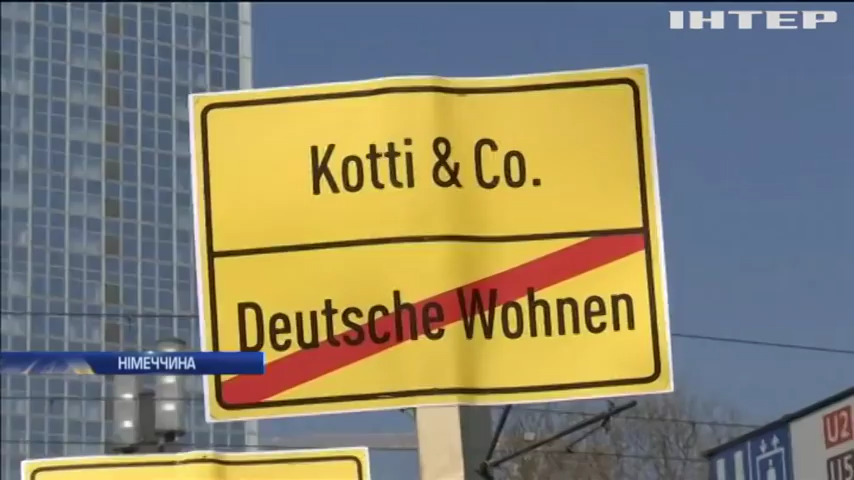 ІНТЕР
Kotti & Co.
Deutsche Wohnen
НІМЕЧЧИНА
U2
U5